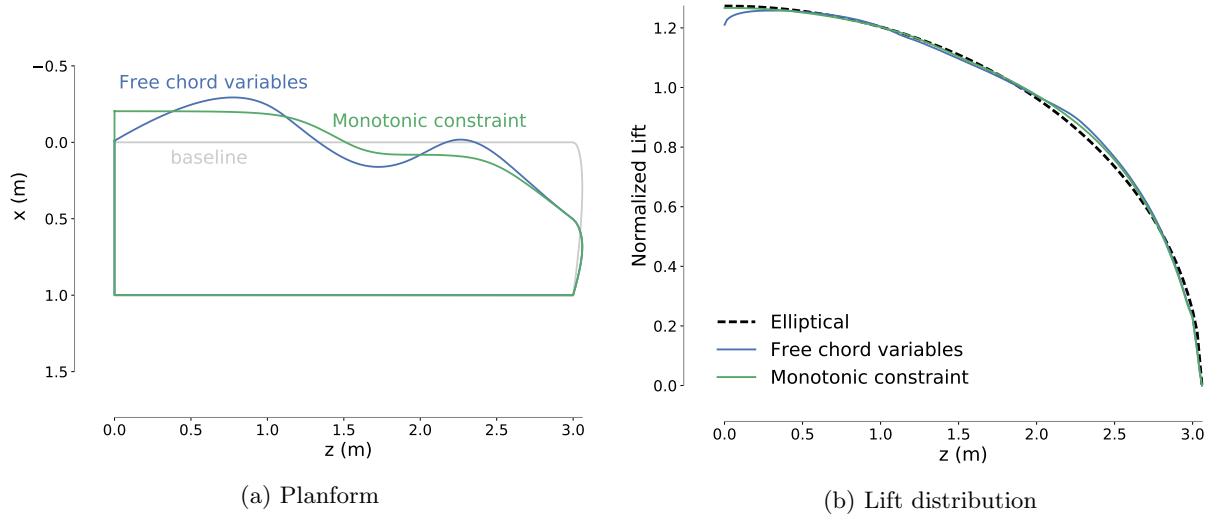 −0.5
Free chord variables
Monotonic constraint
0.0
baseline
x (m)
0.5
1.0
1.5
0.0 0.5 1.0 1.5 2.0 2.5 3.0
z (m)
(a) Planform
1.2
1.0
0.8
Normalized Lift
0.6
0.4
0.2
0.0
Elliptical
Free chord variables
Monotonic constraint
0.0 0.5 1.0 1.5 2.0 2.5 3.0
z (m)
(b) Lift distribution